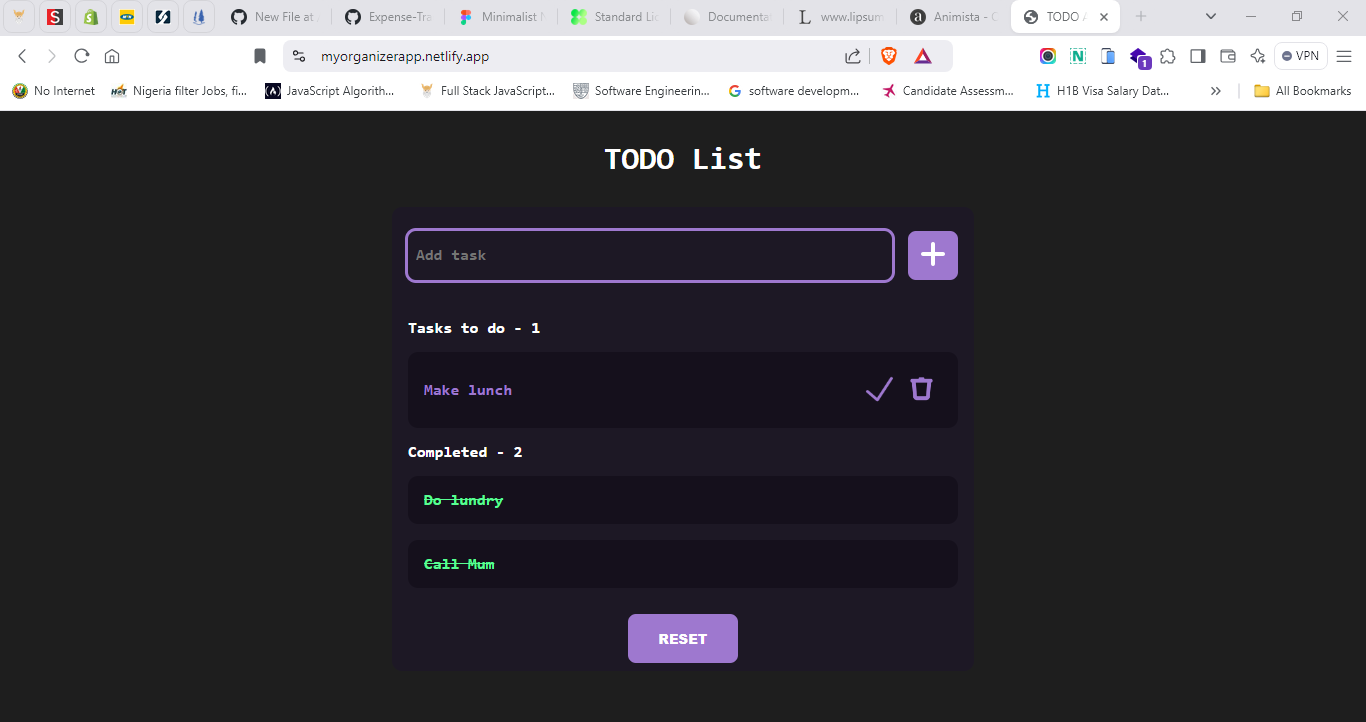 New File at
Expense-Tra
Minimalist
Standard Lic
Documentat
www.lipsum
Animista - C
TODO
myorganizerapp.netlify.app
1
VPN
No Internet
Nigeria filter Jobs, fi...
JavaScript Algorith...
Full Stack JavaScript...
Software Engineerin...
software developm...
Candidate Assessm...
H1B Visa Salary Dat...
All Bookmarks
TODO List
Add task
Tasks to do - 1
Make lunch
Completed - 2
Do lundry
Call Mum
RESET